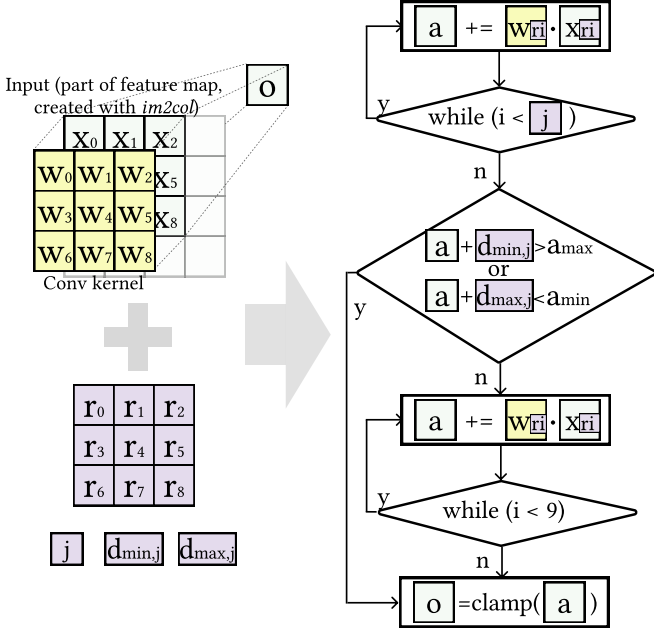 Input (part of feature map,
created with im2col)
o
x0 x1 x2
w0 w1 w2
x5
w3 w4 w5
x8
w6 w7 w8
Conv kernel
r0 r1 r2
r3 r4 r5
r6 r7 r8
j dmin,j dmax,j
a += wri · xri
y
while (i < j )
n
a + dmin,j > amax
or
a + dmax,j < amin
y
n
a += wri · xri
y
while (i < 9)
n
o =clamp( a )